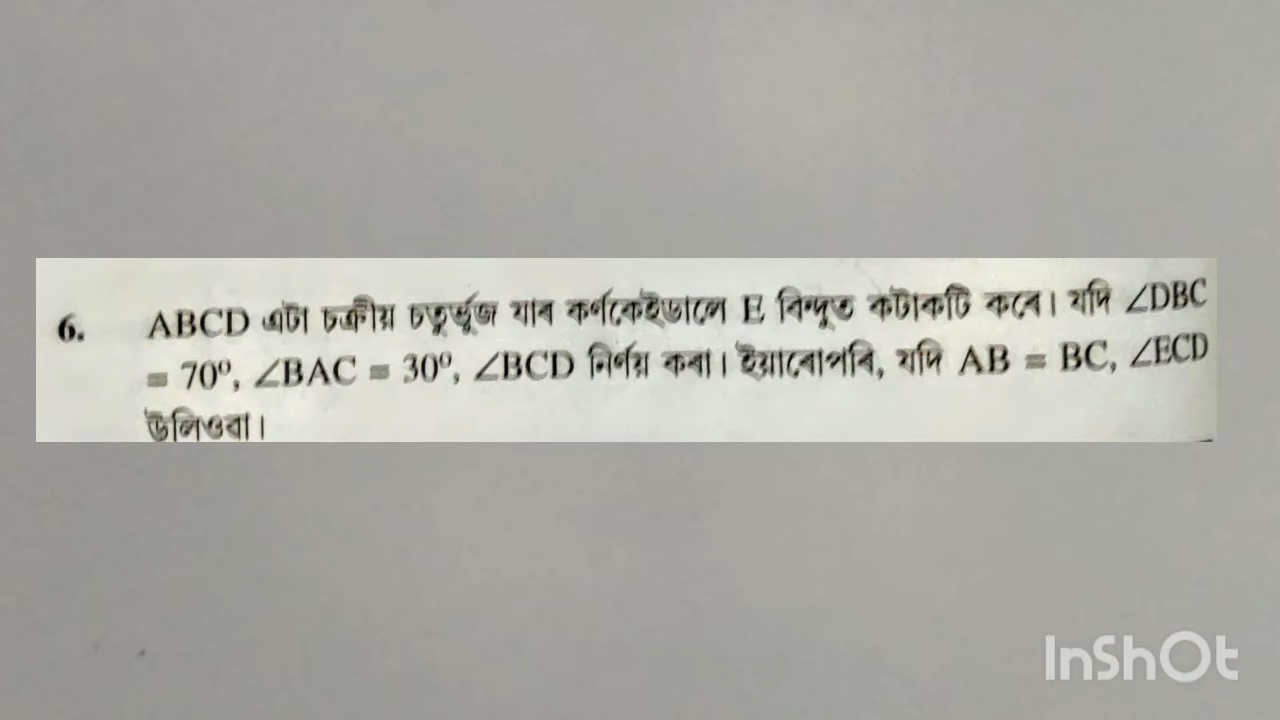 6. ABCD এটা চক্ৰীয় চতুৰ্ভূজ যাৰ কৰ্ণকেইডালে E বিন্দুত কটাকটি কৰে। যদি ∠DBC
= 70°, ∠BAC = 30°, ∠BCD নিৰ্ণয় কৰা। ইয়াৰোপৰি, যদি AB = BC, ∠ECD
উলিওৱা।
InShOt